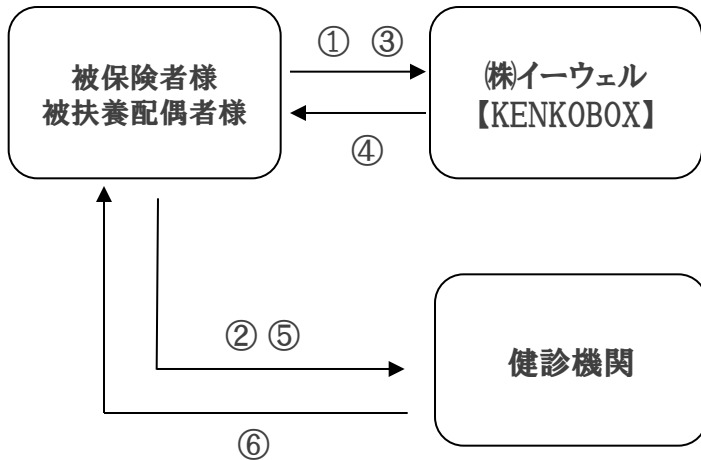 被保険者様
被扶養配偶者様
① ③
㈱イーウェル
【KENKOBOX】
④
② ⑤
健診機関
⑥